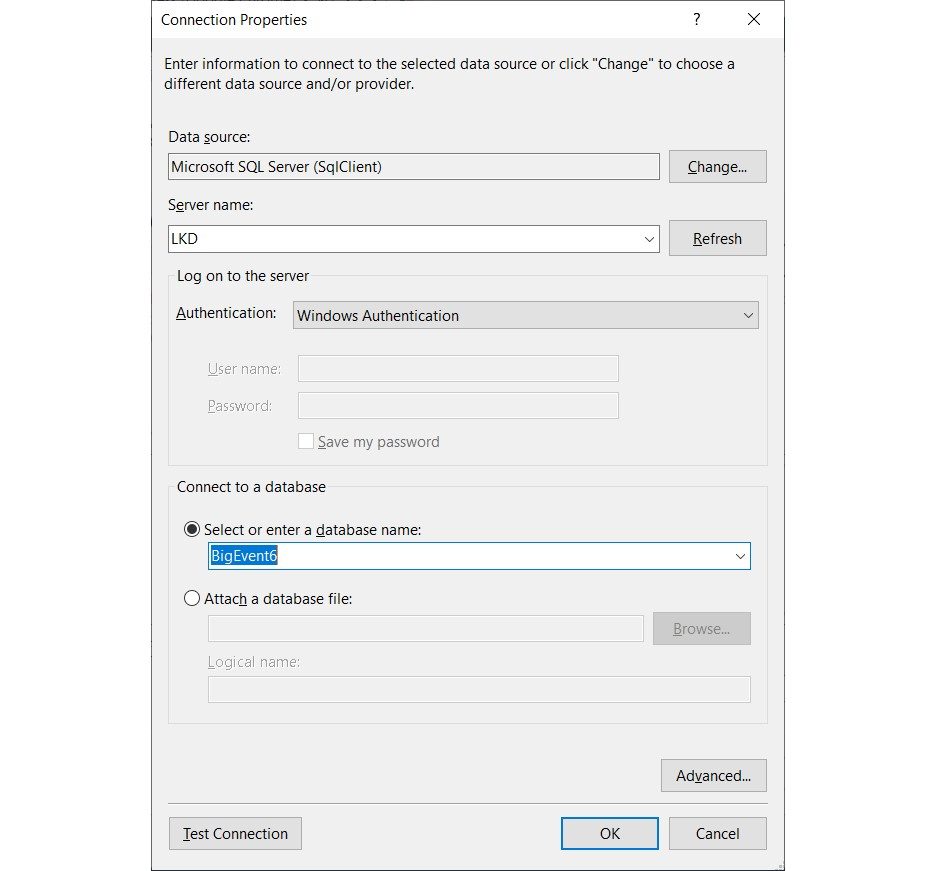 Connection Properties
?
Enter information to connect to the selected data source or click "Change" to choose a
different data source and/or provider.
Data source:
Microsoft SQL Server (SqlClient)
Change...
Server name:
LKD
Refresh
Log on to the server
Authentication:
Windows Authentication
User name:
Password:
Save my password
Connect to a database
Select or enter a database name:
BigEvent6
Attach a database file:
Browse...
Logical name:
Advanced...
Test Connection
OK
Cancel